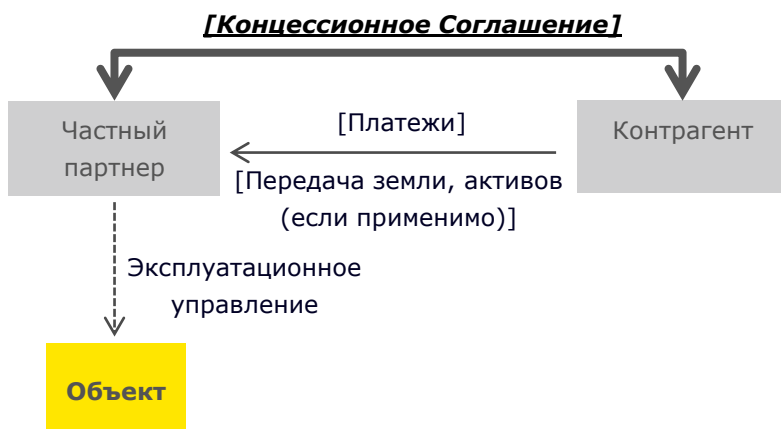 [Концессионное Соглашение]
Частный
партнер
[Платежи]
Контрагент
[Передача земли, активов
(если применимо)]
Эксплуатационное
управление
Объект